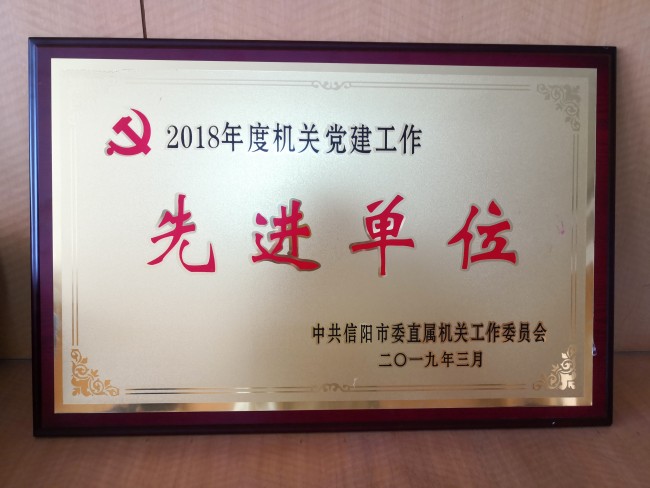 2018年度机关党建工作
先进单位
中共信阳市委直属机关工作委员会
二〇一九年三月